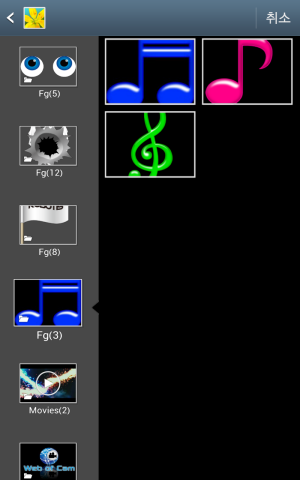 취소
Fg(5)
Fg(12)
Fg(8)
Fg(3)
Movies(2)
Web of Cam